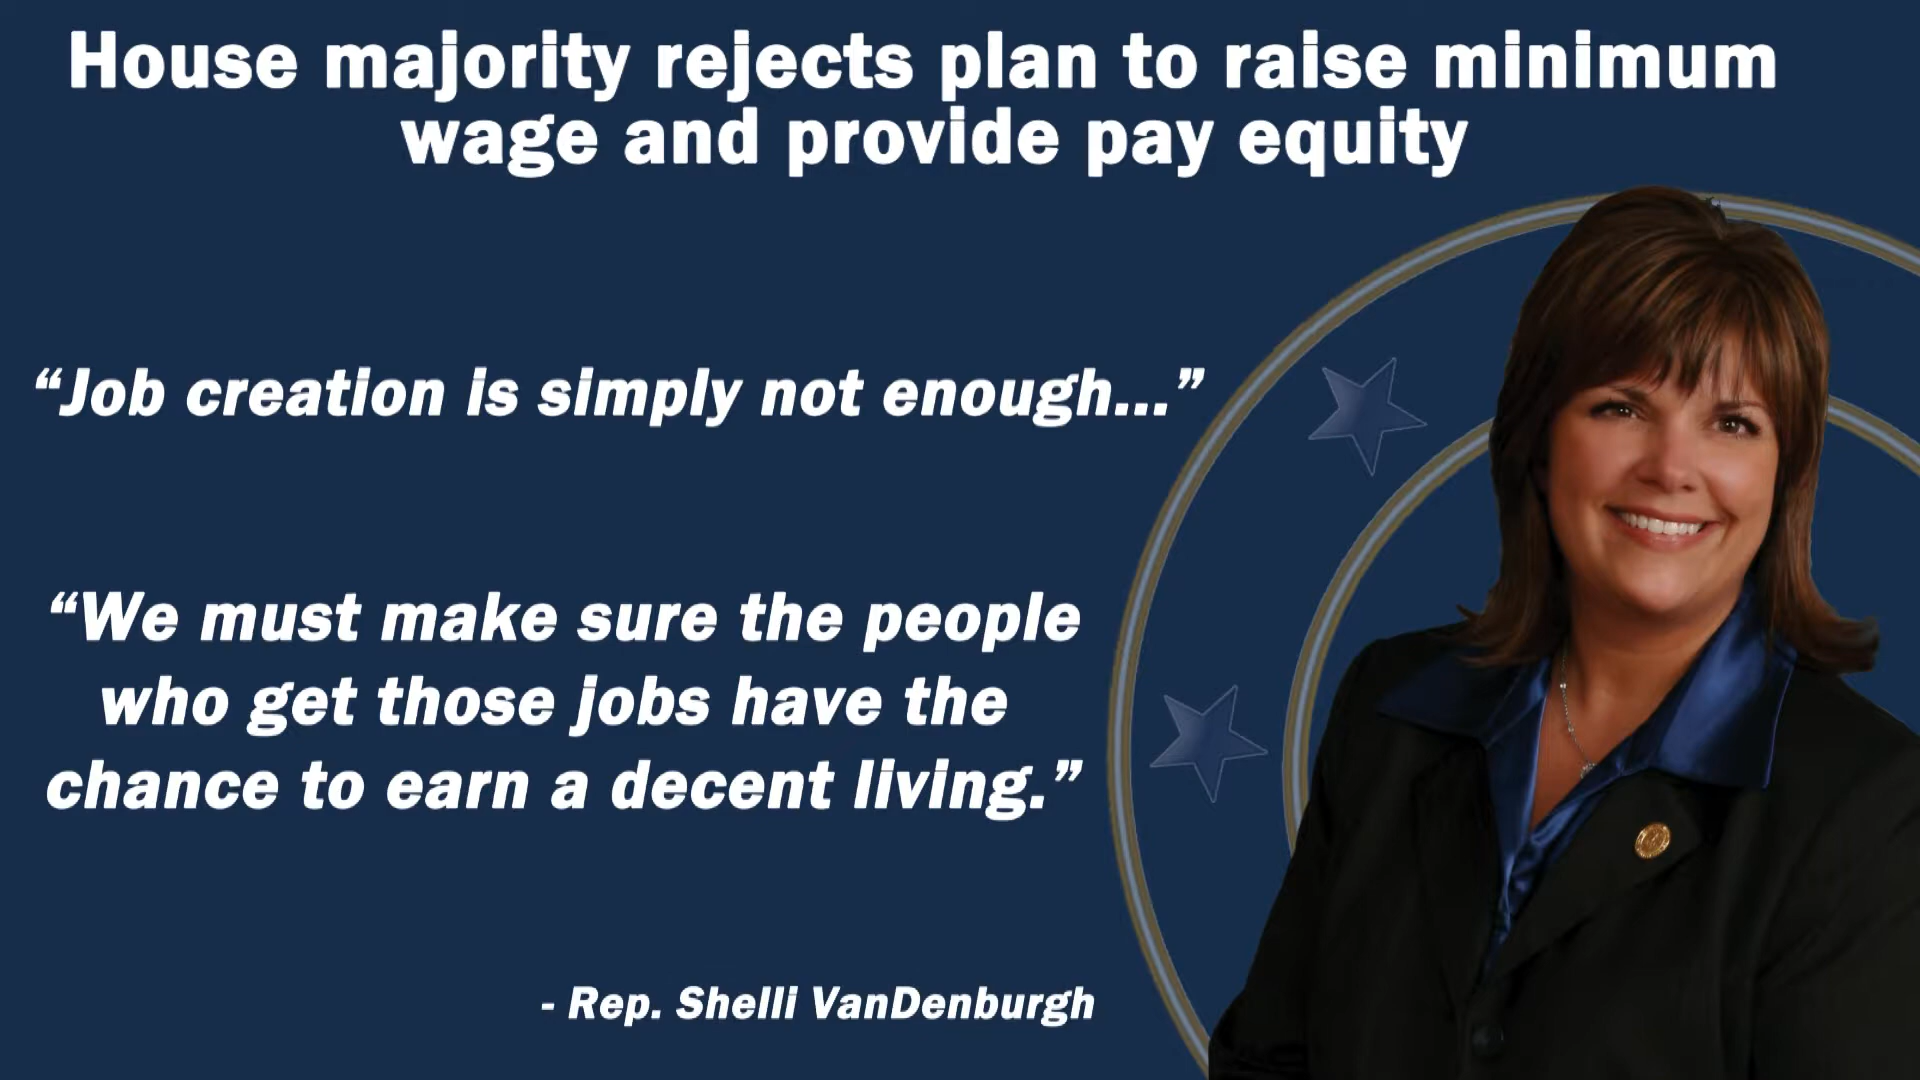 House majority rejects plan to raise minimum
wage and provide pay equity
“Job creation is simply not enough...”
“We must make sure the people
who get those jobs have the
chance to earn a decent living.”
- Rep. Shelli VanDenburgh